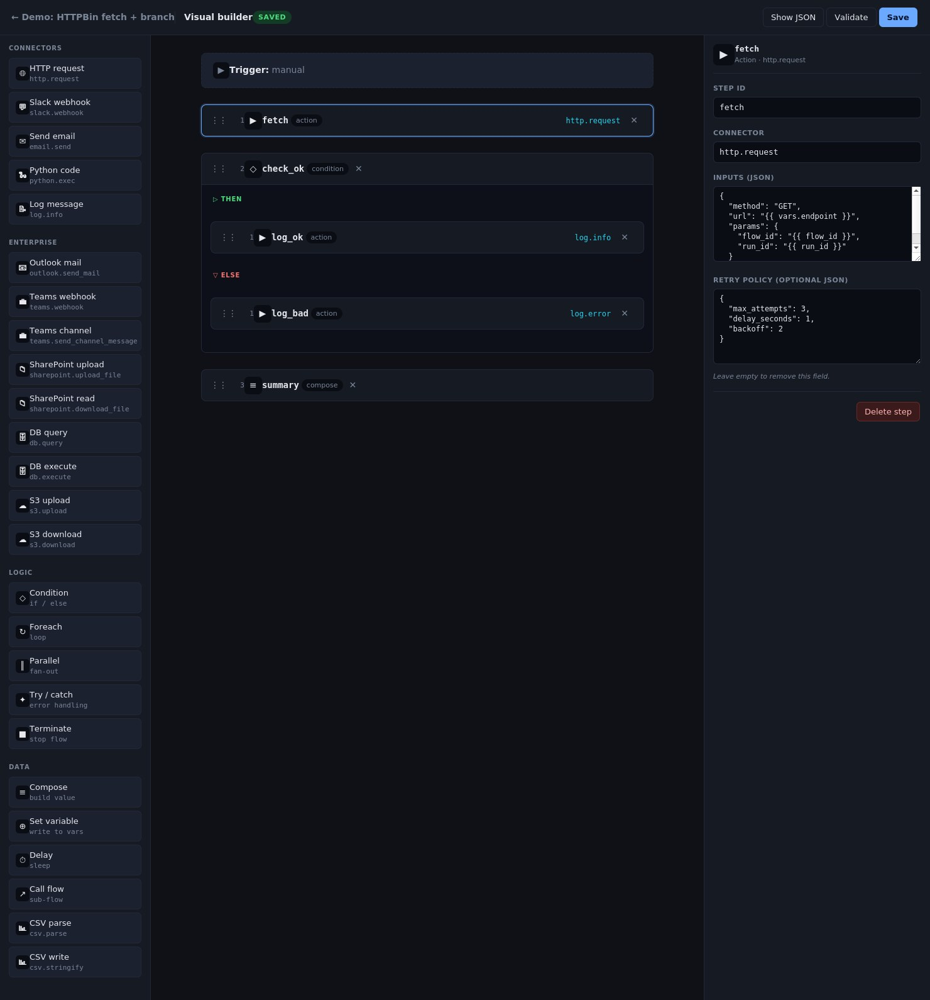 ← Demo: HTTPBin fetch + branch Visual builder SAVED
Show JSON Validate Save
CONNECTORS
HTTP request
http.request
Slack webhook
slack.webhook
Send email
email.send
Python code
python.exec
Log message
log.info
ENTERPRISE
Outlook mail
outlook.send_mail
Teams webhook
teams.webhook
Teams channel
teams.send_channel_message
SharePoint upload
sharepoint.upload_file
SharePoint read
sharepoint.download_file
DB query
db.query
DB execute
db.execute
S3 upload
s3.upload
S3 download
s3.download
LOGIC
Condition
if / else
Foreach
loop
Parallel
fan-out
Try / catch
error handling
Terminate
stop flow
DATA
Compose
build value
Set variable
write to vars
Delay
sleep
Call flow
sub-flow
CSV parse
csv.parse
CSV write
csv.stringify
Trigger: manual
1 fetch action http.request ✕
2 check_ok condition ✕
▷ THEN
1 log_ok action log.info ✕
▽ ELSE
1 log_bad action log.error ✕
3 summary compose ✕
fetch
Action · http.request
STEP ID
fetch
CONNECTOR
http.request
INPUTS (JSON)
{
"method": "GET",
"url": "{{ vars.endpoint }}",
"params": {
"flow_id": "{{ flow_id }}",
"run_id": "{{ run_id }}"
}
RETRY POLICY (OPTIONAL JSON)
{
"max_attempts": 3,
"delay_seconds": 1,
"backoff": 2
}
Leave empty to remove this field.
Delete step